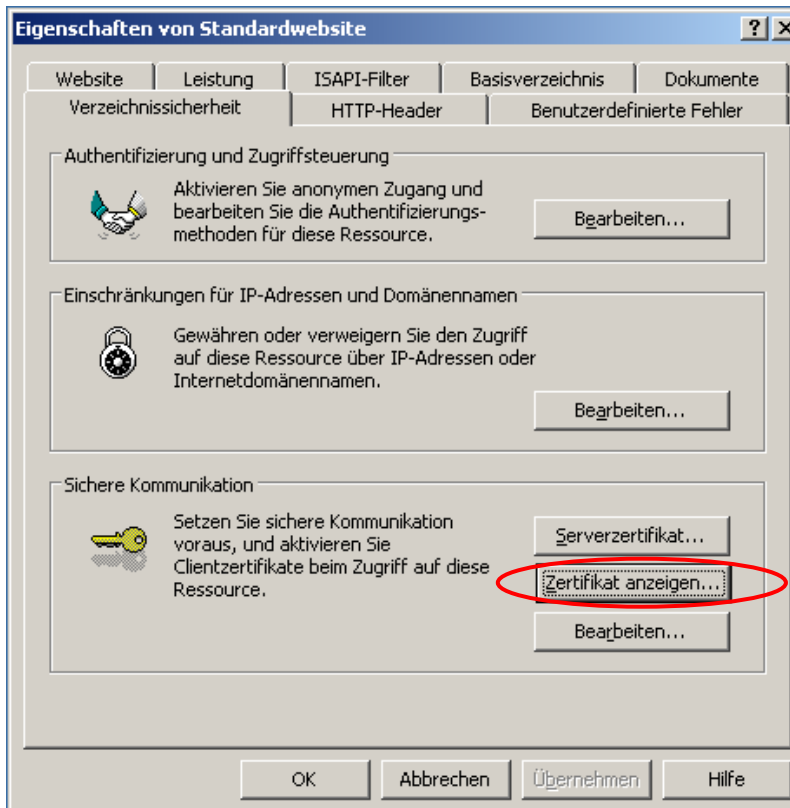 Eigenschaften von Standardwebsite
Website Leistung ISAPI-Filter Basisverzeichnis Dokumente
Verzeichnissicherheit HTTP-Header Benutzerdefinierte Fehler
Authentifizierung und Zugriffsteuerung
Aktivieren Sie anonymen Zugang und
bearbeiten Sie die Authentifizierungs-
methoden für diese Ressource.
Bearbeiten...
Einschränkungen für IP-Adressen und Domänennamen
Gewähren oder verweigern Sie den Zugriff
auf diese Ressource über IP-Adressen oder
Internetdomänennamen.
Bearbeiten...
Sichere Kommunikation
Setzen Sie sichere Kommunikation
voraus, und aktivieren Sie
Clientzertifikate beim Zugriff auf diese
Ressource.
Serverzertifikat...
Zertifikat anzeigen...
Bearbeiten...
OK Abbrechen Übernehmen Hilfe